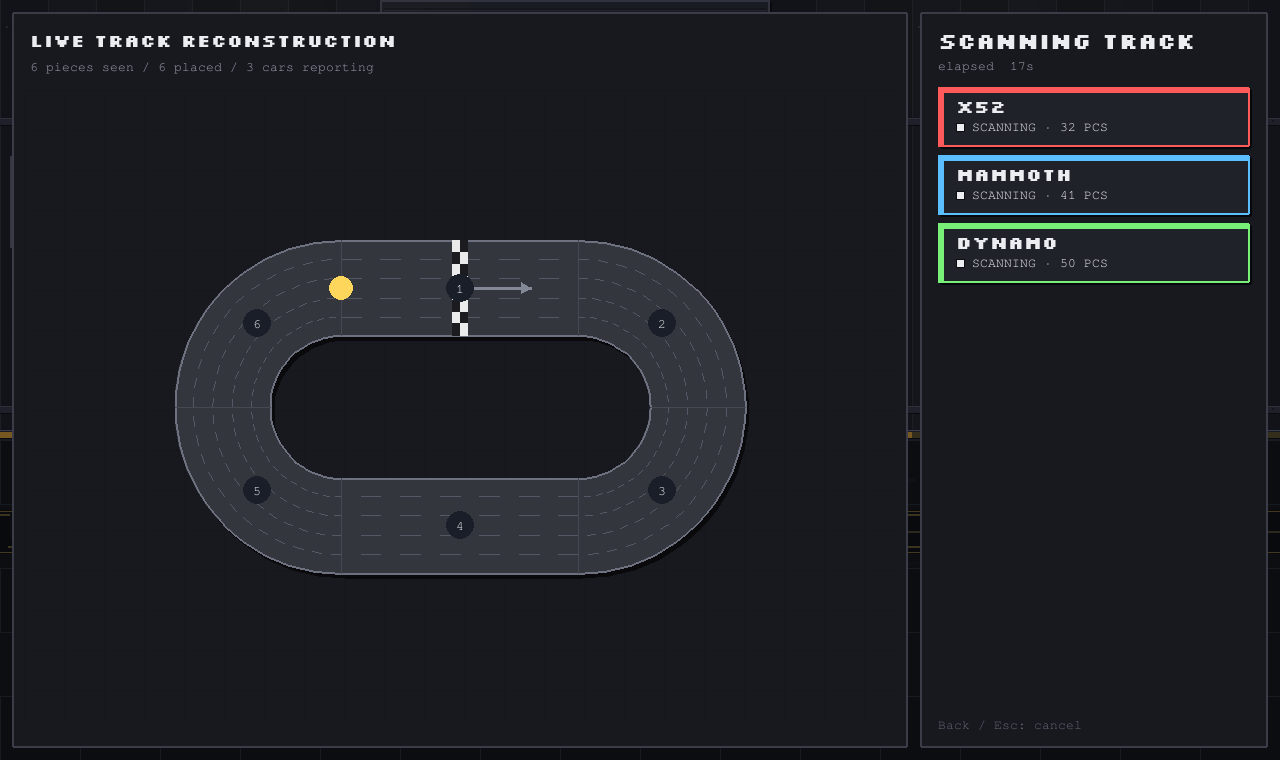 LIVE TRACK RECONSTRUCTION
6 pieces seen / 6 placed / 3 cars reporting
1
2
3
4
5
6
SCANNING TRACK
elapsed 17s
X52
SCANNING · 32 PCS
MAMMOTH
SCANNING · 41 PCS
DYNAMO
SCANNING · 50 PCS
Back / Esc: cancel